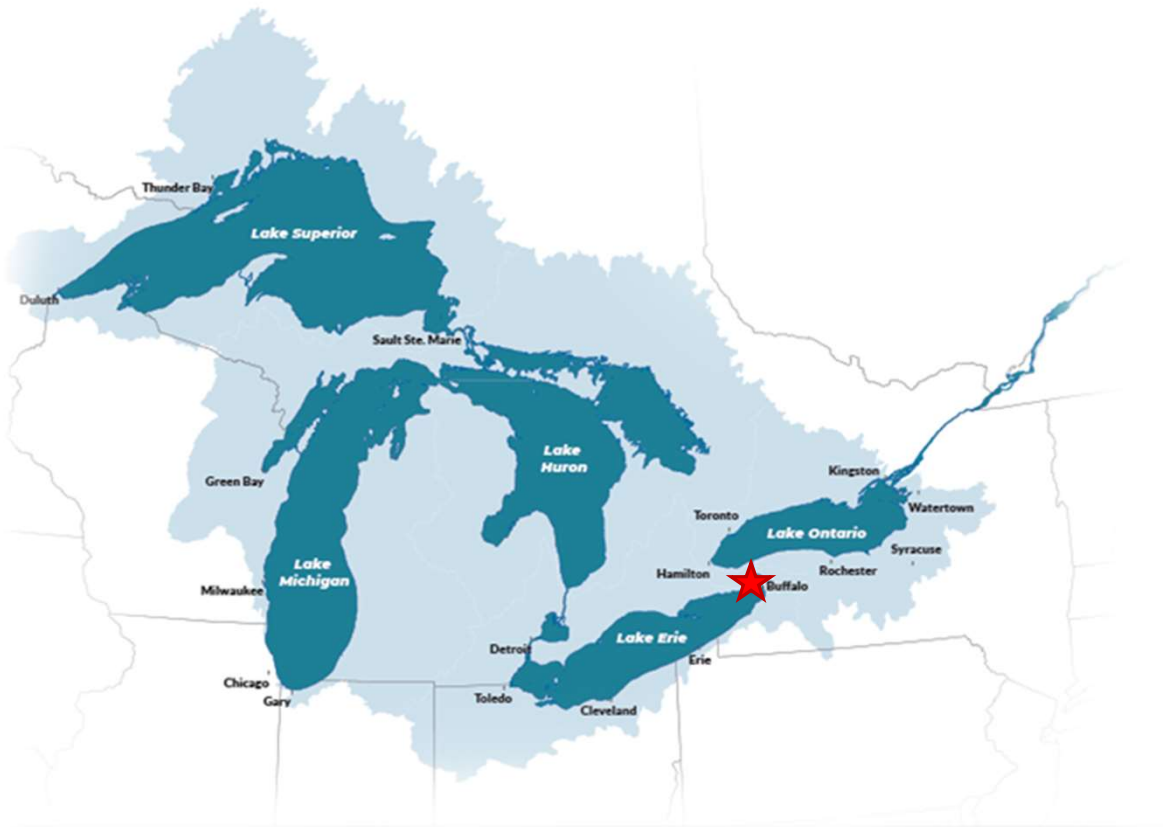 Thunder Bay
Lake Superior
Duluth
Sault Ste. Marie
Lake
Huron
Kingston
Green Bay
Watertown
Toronto
Lake Ontario
Syracuse
Lake
Michigan
Hamilton
Rochester
Buffalo
Milwaukee
Lake Erie
Detroit
Erie
Chicago
Toledo
Gary
Cleveland